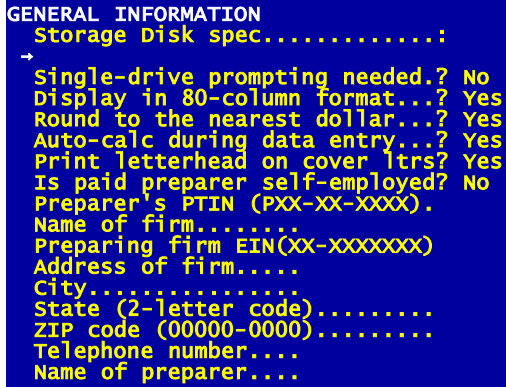 GENERAL INFORMATION
Storage Disk spec.............:
→
Single-drive prompting needed.? No
Display in 80-column format...? Yes
Round to the nearest dollar...? Yes
Auto-calc during data entry...? Yes
Print letterhead on cover ltrs? Yes
Is paid preparer self-employed? No
Preparer's PTIN (PXX-XX-XXXX).
Name of firm........
Preparing firm EIN(XX-XXXXXXX)
Address of firm.....
City................
State (2-letter code).........
ZIP code (00000-0000).........
Telephone number....
Name of preparer....